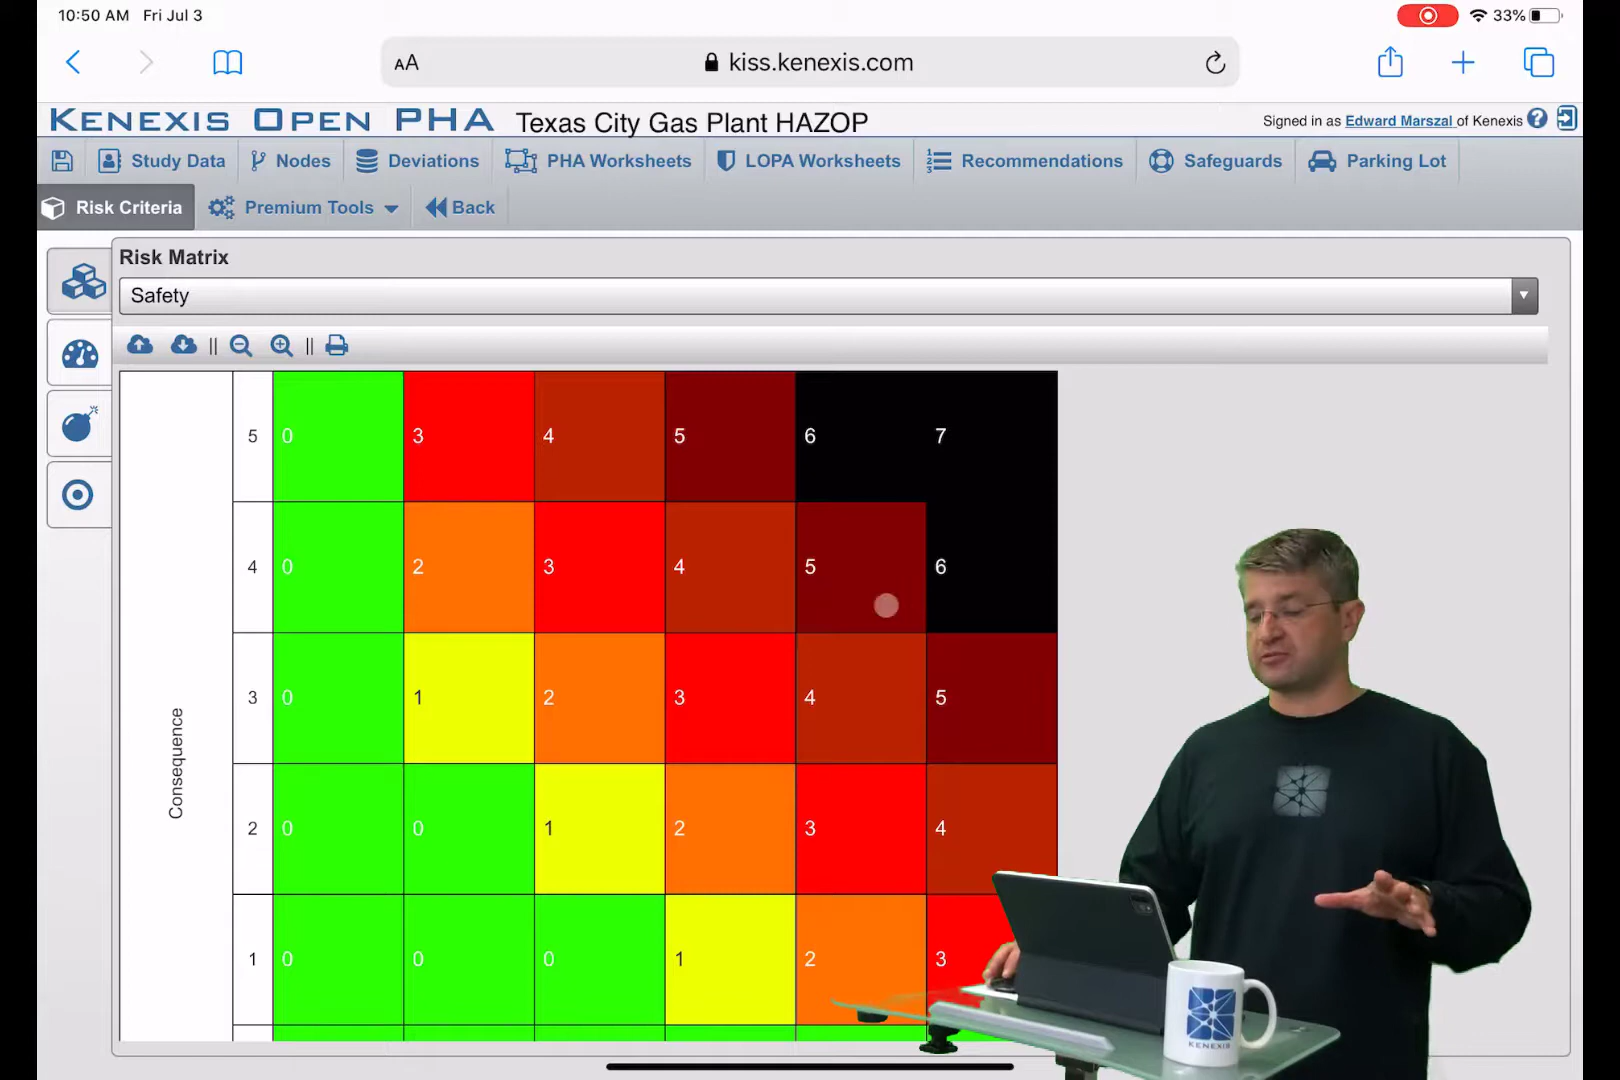 10:50 AM Fri Jul 3
33%
AA
kiss.kenexis.com
KENEXIS OPEN PHA Texas City Gas Plant HAZOP
Signed in as Edward Marszal of Kenexis
Study Data
Nodes
Deviations
PHA Worksheets
LOPA Worksheets
Recommendations
Safeguards
Parking Lot
Risk Criteria
Premium Tools
Back
Risk Matrix
Safety
Consequence
5 0 3 4 5 6 7
4 0 2 3 4 5 6
3 0 1 2 3 4 5
2 0 0 1 2 3 4
1 0 0 0 1 2 3
KENEXIS